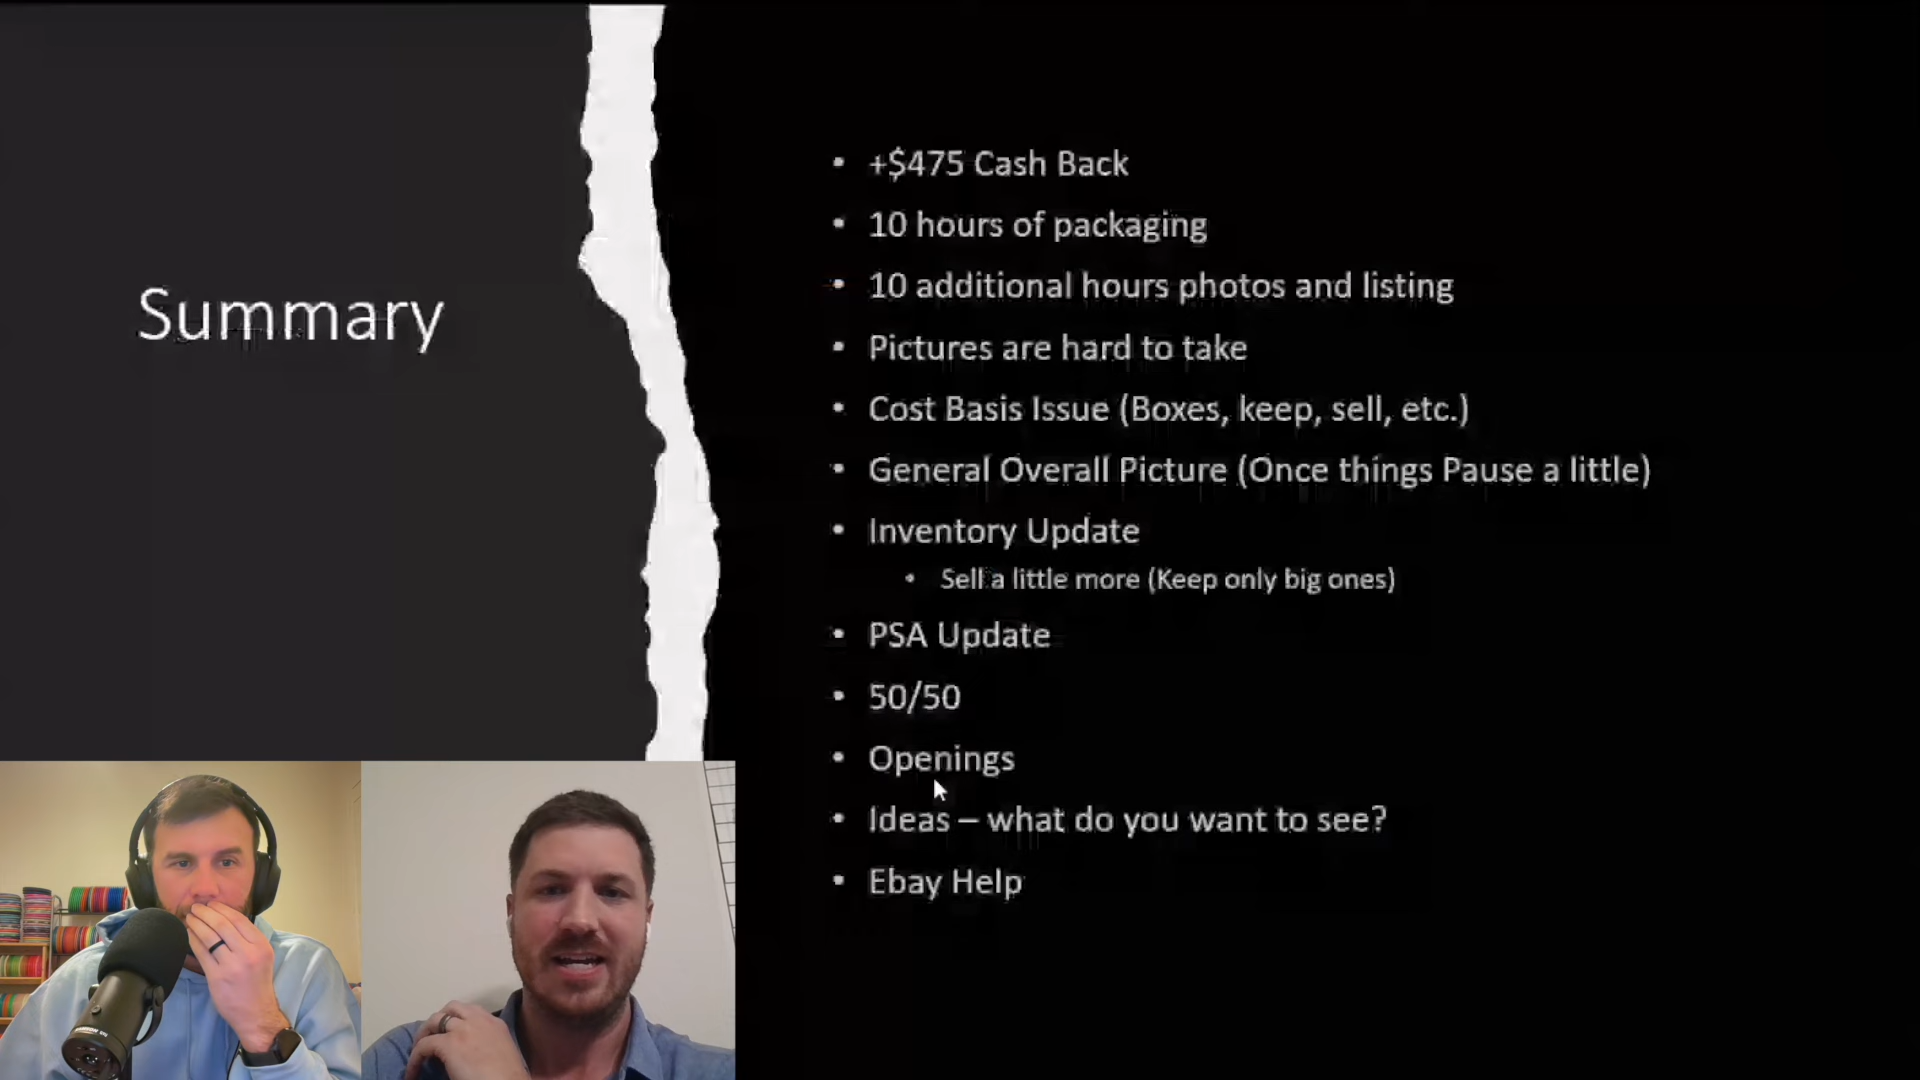 Summary
+$475 Cash Back
10 hours of packaging
10 additional hours photos and listing
Pictures are hard to take
Cost Basis Issue (Boxes, keep, sell, etc.)
General Overall Picture (Once things Pause a little)
Inventory Update
Sell a little more (Keep only big ones)
PSA Update
50/50
Openings
Ideas – what do you want to see?
Ebay Help